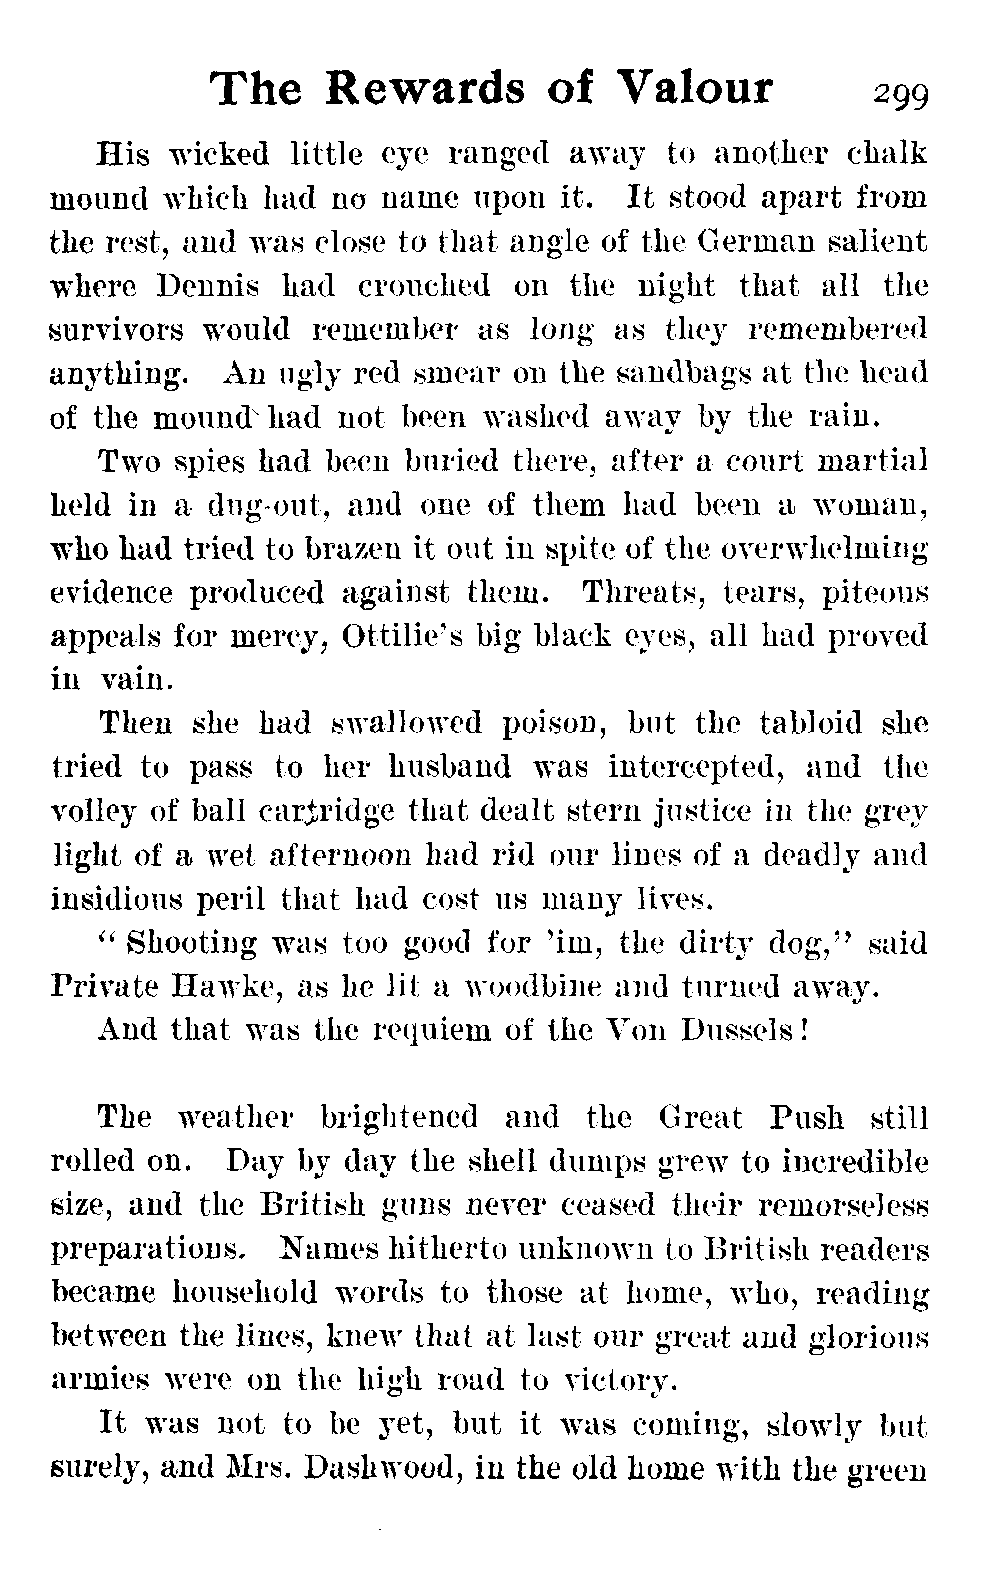 The Rewards of Valour 299
His wicked little eye ranged away to another chalk
mound which had no name upon it. It stood apart from
the rest, and was close to that angle of the German salient
where Dennis had crouched on the night that all the
survivors would remember as long as they remembered
anything. An ugly red smear on the sandbags at the head
of the mound had not been washed away by the rain.
Two spies had been buried there, after a court martial
held in a dug-out, and one of them had been a woman,
who had tried to brazen it out in spite of the overwhelming
evidence produced against them. Threats, tears, piteous
appeals for mercy, Ottilie's big black eyes, all had proved
in vain.
Then she had swallowed poison, but the tabloid she
tried to pass to her husband was intercepted, and the
volley of ball cartridge that dealt stern justice in the grey
light of a wet afternoon had rid our lines of a deadly and
insidious peril that had cost us many lives.
" Shooting was too good for 'im, the dirty dog," said
Private Hawke, as he lit a woodbine and turned away.
And that was the requiem of the Von Dussels!
The weather brightened and the Great Push still
rolled on. Day by day the shell dumps grew to incredible
size, and the British guns never ceased their remorseless
preparations. Names hitherto unknown to British readers
became household words to those at home, who, reading
between the lines, knew that at last our great and glorious
armies were on the high road to victory.
It was not to be yet, but it was coming, slowly but
surely, and Mrs. Dashwood, in the old home with the green